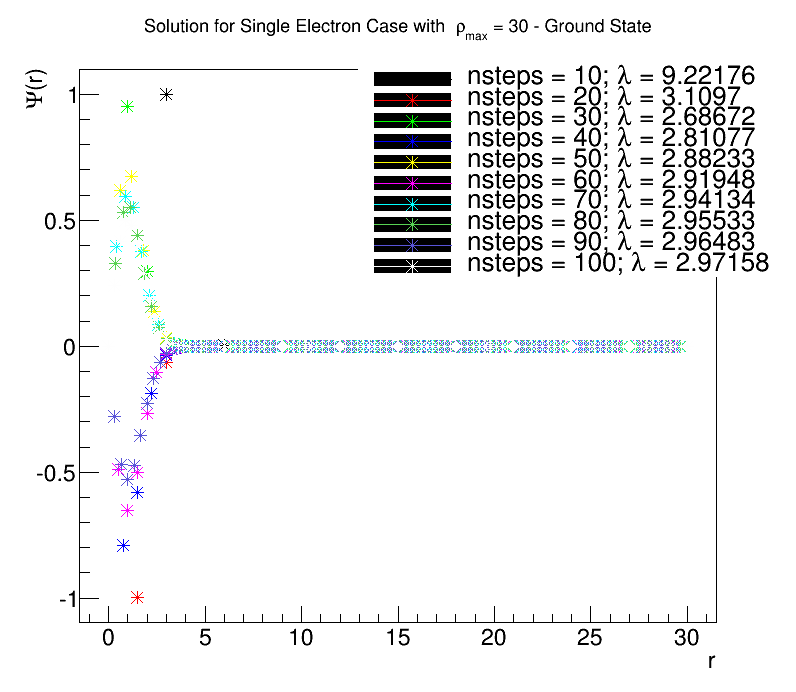 Solution for Single Electron Case with ρmax = 30 - Ground State
Ψ(r)
nsteps = 10; λ = 9.22176
nsteps = 20; λ = 3.1097
nsteps = 30; λ = 2.68672
nsteps = 40; λ = 2.81077
nsteps = 50; λ = 2.88233
nsteps = 60; λ = 2.91948
nsteps = 70; λ = 2.94134
nsteps = 80; λ = 2.95533
nsteps = 90; λ = 2.96483
nsteps = 100; λ = 2.97158
1
0.5
0
-0.5
-1
0 5 10 15 20 25 30
r